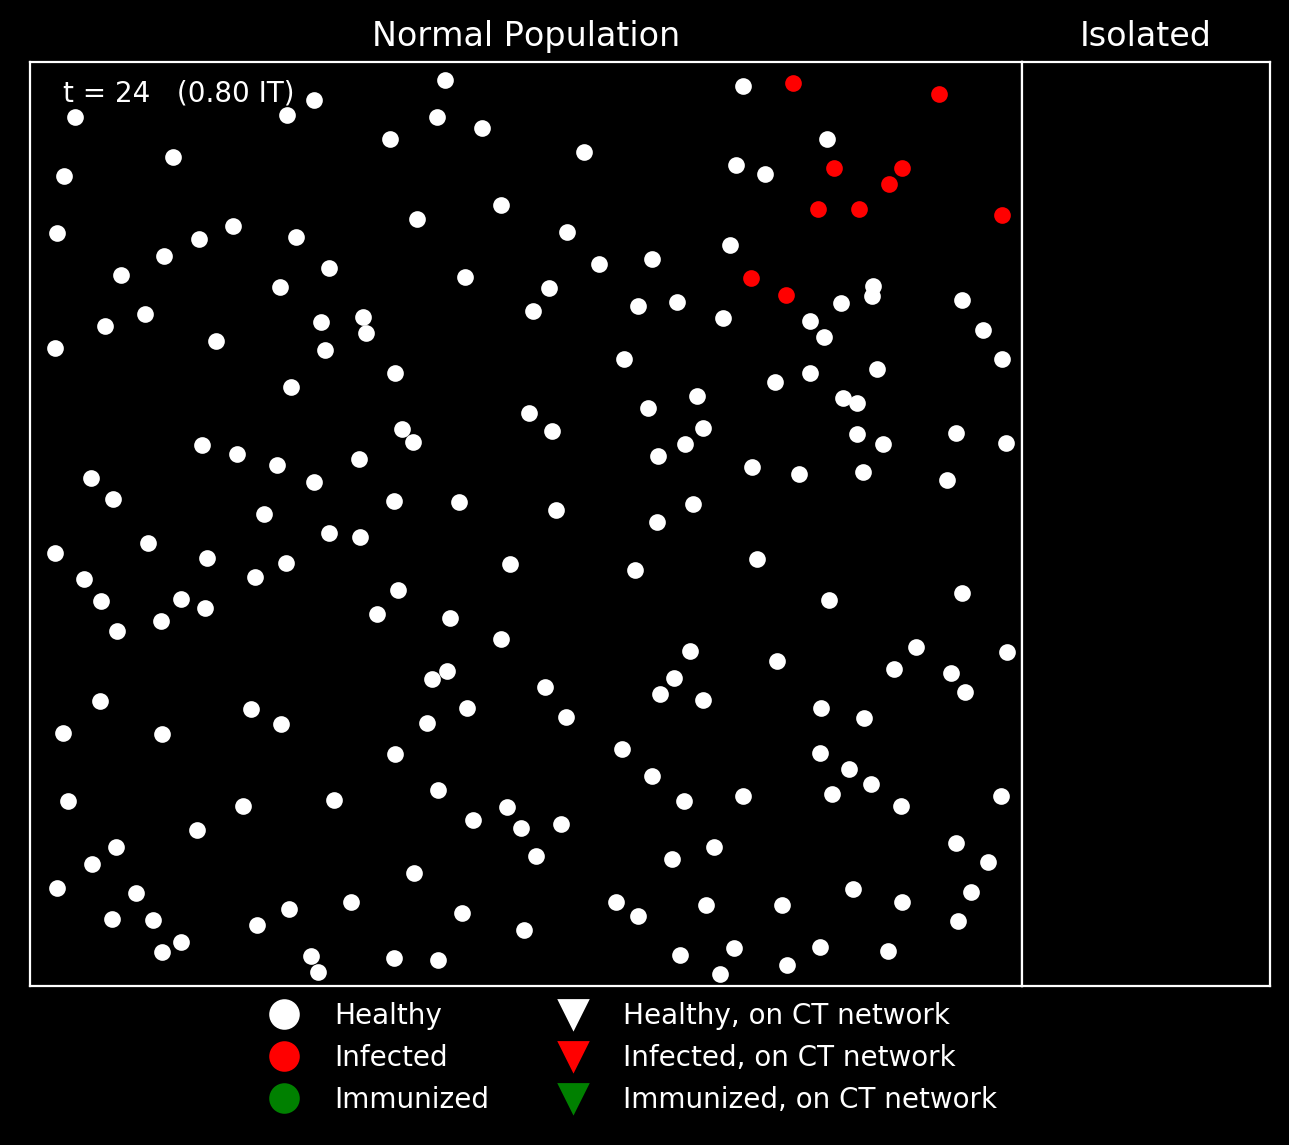 Normal Population
Isolated
t = 24   (0.80 IT)
Healthy
Infected
Immunized
Healthy, on CT network
Infected, on CT network
Immunized, on CT network